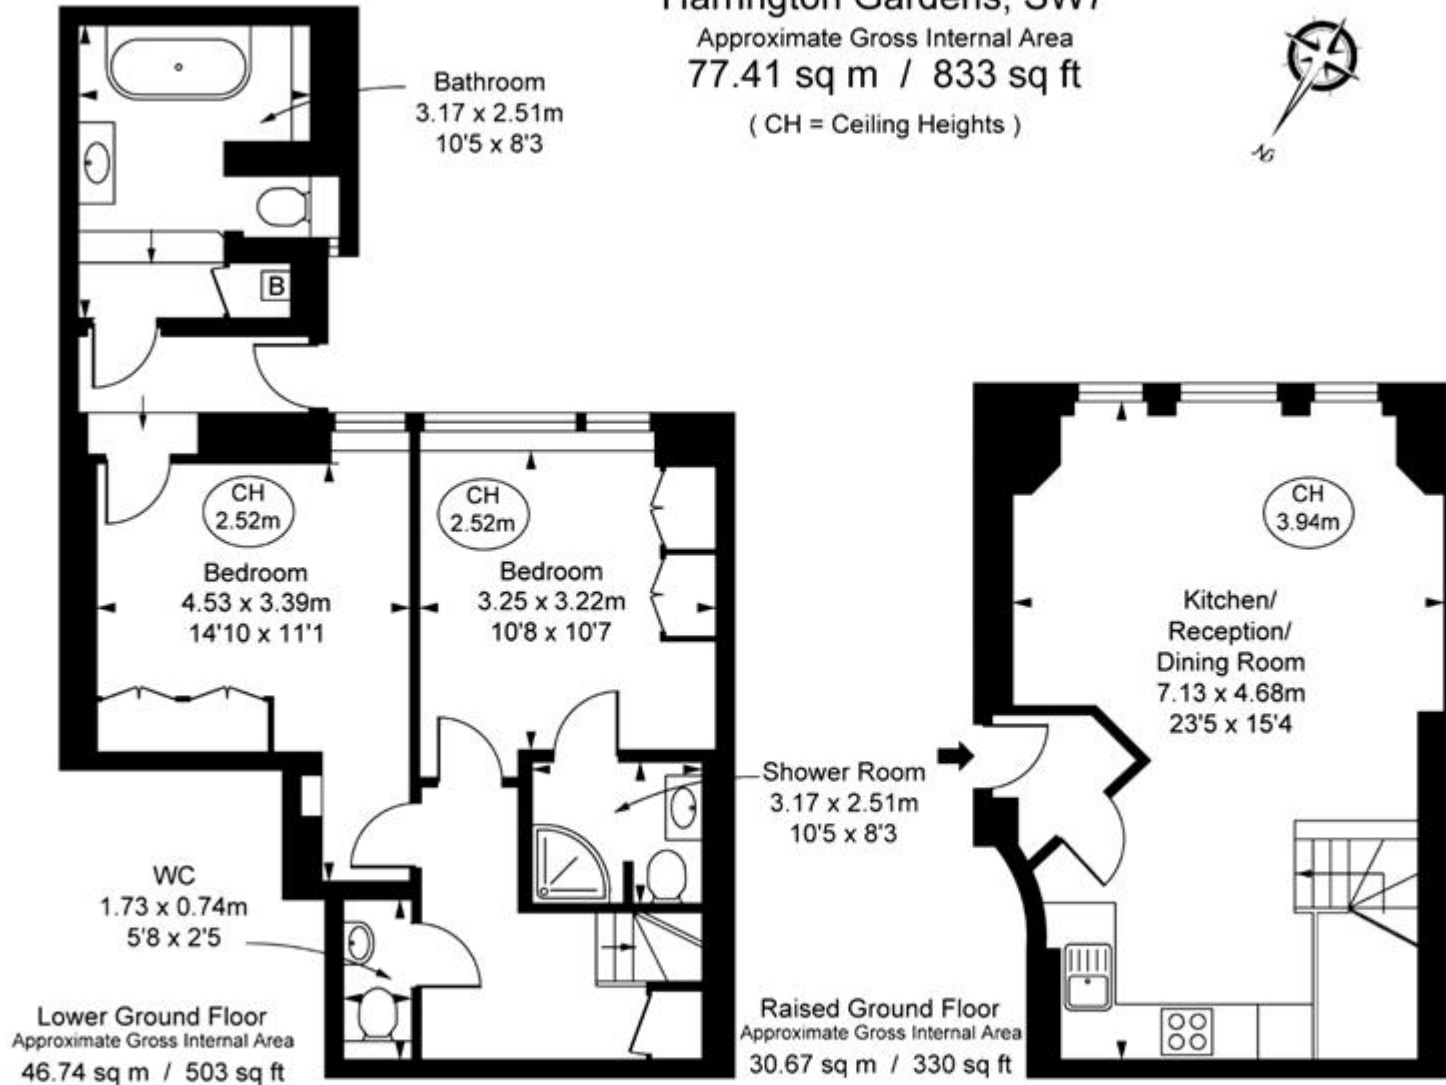 Harrington Gardens, SW7
Approximate Gross Internal Area
77.41 sq m / 833 sq ft
( CH = Ceiling Heights )
N
Bathroom
3.17 x 2.51m
10'5 x 8'3
B
CH
2.52m
Bedroom
4.53 x 3.39m
14'10 x 11'1
CH
2.52m
Bedroom
3.25 x 3.22m
10'8 x 10'7
CH
3.94m
Kitchen/
Reception/
Dining Room
7.13 x 4.68m
23'5 x 15'4
Shower Room
3.17 x 2.51m
10'5 x 8'3
WC
1.73 x 0.74m
5'8 x 2'5
Lower Ground Floor
Approximate Gross Internal Area
46.74 sq m / 503 sq ft
Raised Ground Floor
Approximate Gross Internal Area
30.67 sq m / 330 sq ft